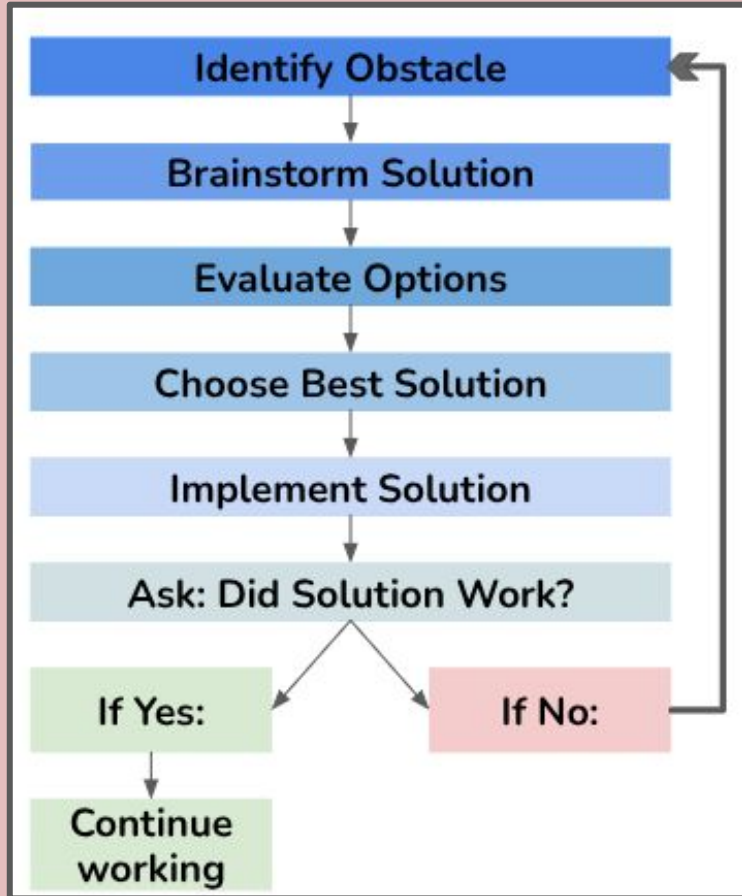 Identify Obstacle
Brainstorm Solution
Evaluate Options
Choose Best Solution
Implement Solution
Ask: Did Solution Work?
If Yes:
If No:
Continue
working